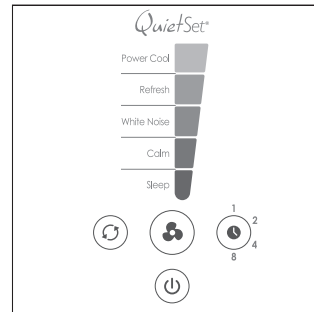 QuietSet®
Power Cool
Refresh
White Noise
Calm
Sleep
1
2
4
8